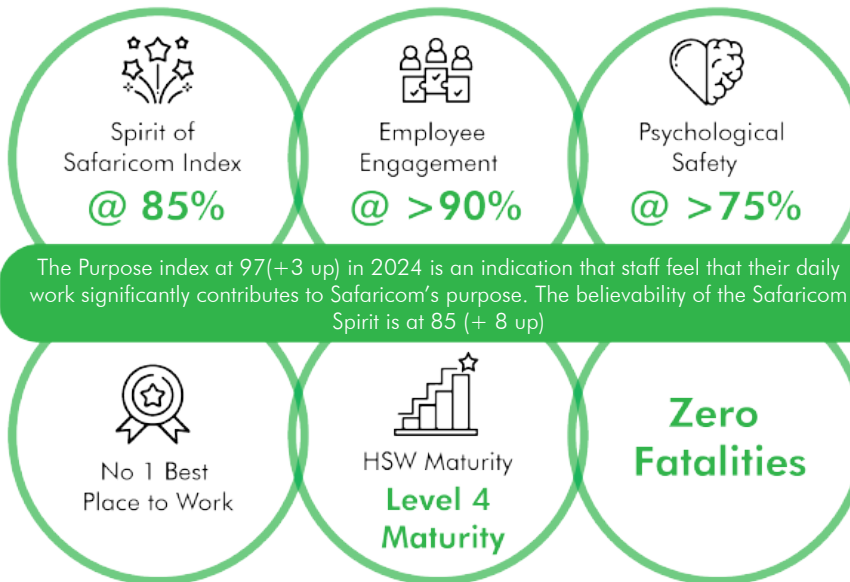 Spirit of
Safaricom Index
@ 85%
Employee
Engagement
@ >90%
Psychological
Safety
@ >75%
The Purpose index at 97(+3 up) in 2024 is an indication that staff feel that their daily
work significantly contributes to Safaricom’s purpose. The believability of the Safaricom
Spirit is at 85 (+ 8 up)
No 1 Best
Place to Work
HSW Maturity
Level 4
Maturity
Zero
Fatalities